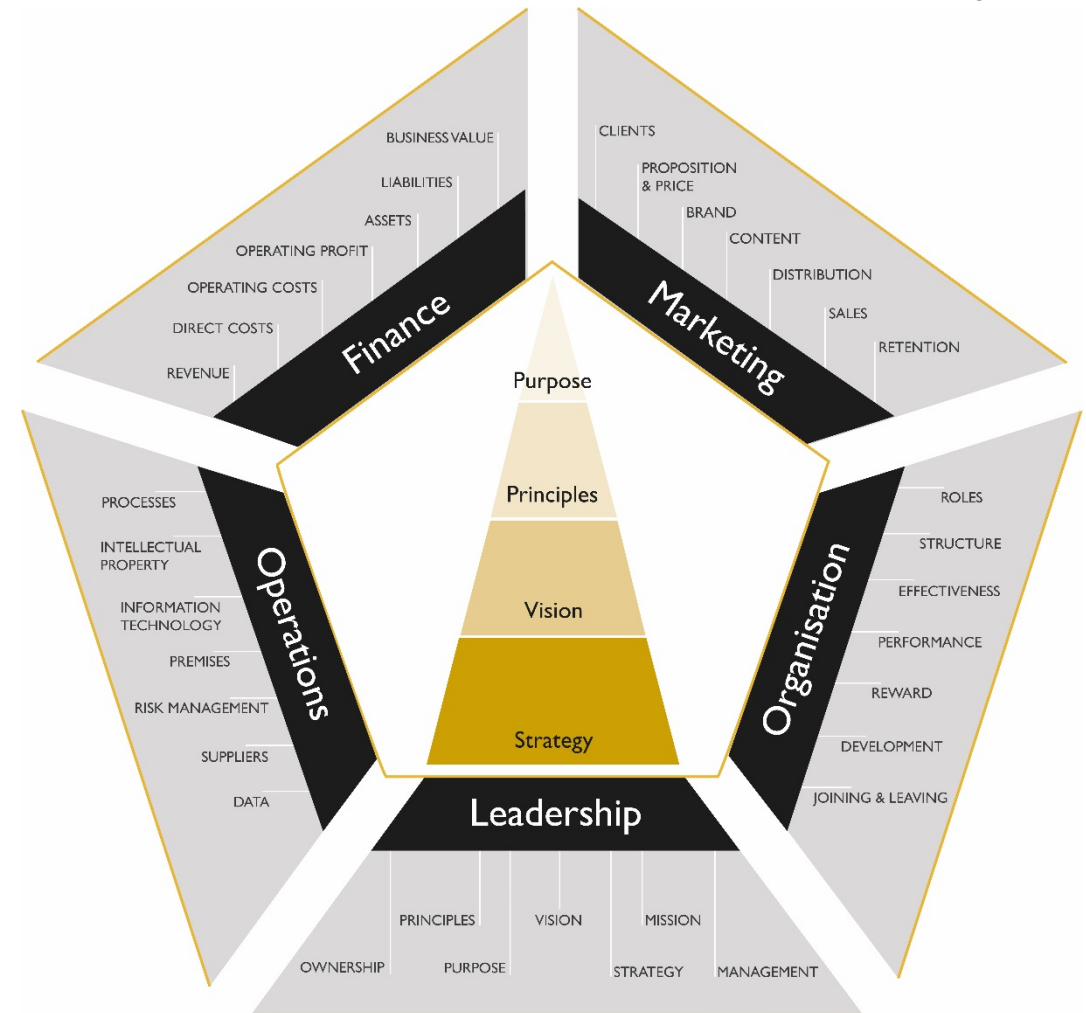 BUSINESS VALUE
LIABILITIES
ASSETS
OPERATING PROFIT
OPERATING COSTS
DIRECT COSTS
REVENUE
Finance
CLIENTS
PROPOSITION
& PRICE
BRAND
CONTENT
DISTRIBUTION
SALES
RETENTION
Marketing
Purpose
Principles
Vision
Strategy
PROCESSES
INTELLECTUAL
PROPERTY
INFORMATION
TECHNOLOGY
PREMISES
RISK MANAGEMENT
SUPPLIERS
DATA
Operations
ROLES
STRUCTURE
EFFECTIVENESS
PERFORMANCE
REWARD
DEVELOPMENT
JOINING & LEAVING
Organisation
Leadership
OWNERSHIP
PRINCIPLES
PURPOSE
VISION
STRATEGY
MISSION
MANAGEMENT